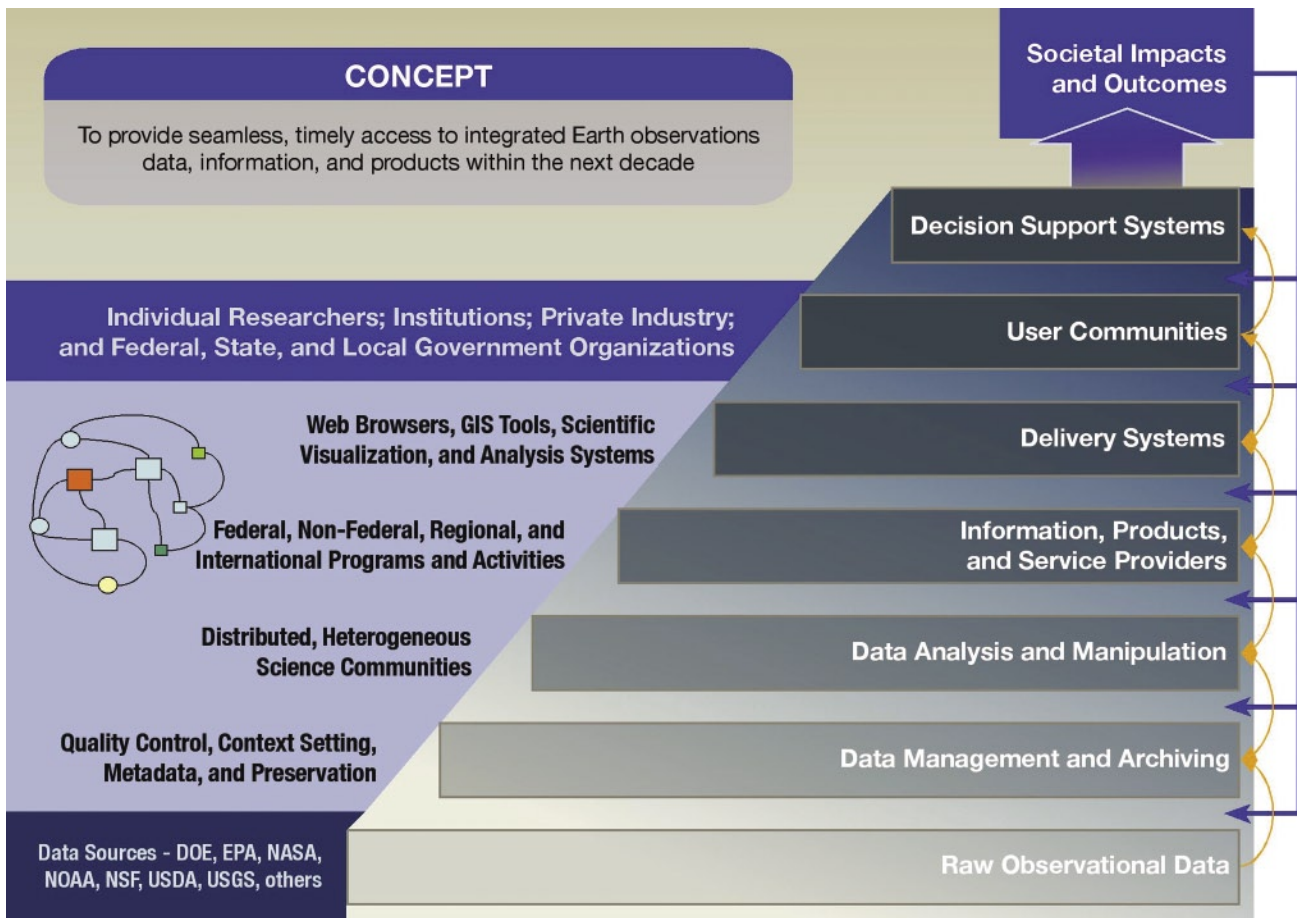 CONCEPT
To provide seamless, timely access to integrated Earth observations
data, information, and products within the next decade
Societal Impacts
and Outcomes
Decision Support Systems
Individual Researchers; Institutions; Private Industry;
and Federal, State, and Local Government Organizations
User Communities
Web Browsers, GIS Tools, Scientific
Visualization, and Analysis Systems
Delivery Systems
Federal, Non-Federal, Regional, and
International Programs and Activities
Information, Products,
and Service Providers
Distributed, Heterogeneous
Science Communities
Data Analysis and Manipulation
Quality Control, Context Setting,
Metadata, and Preservation
Data Management and Archiving
Data Sources - DOE, EPA, NASA,
NOAA, NSF, USDA, USGS, others
Raw Observational Data